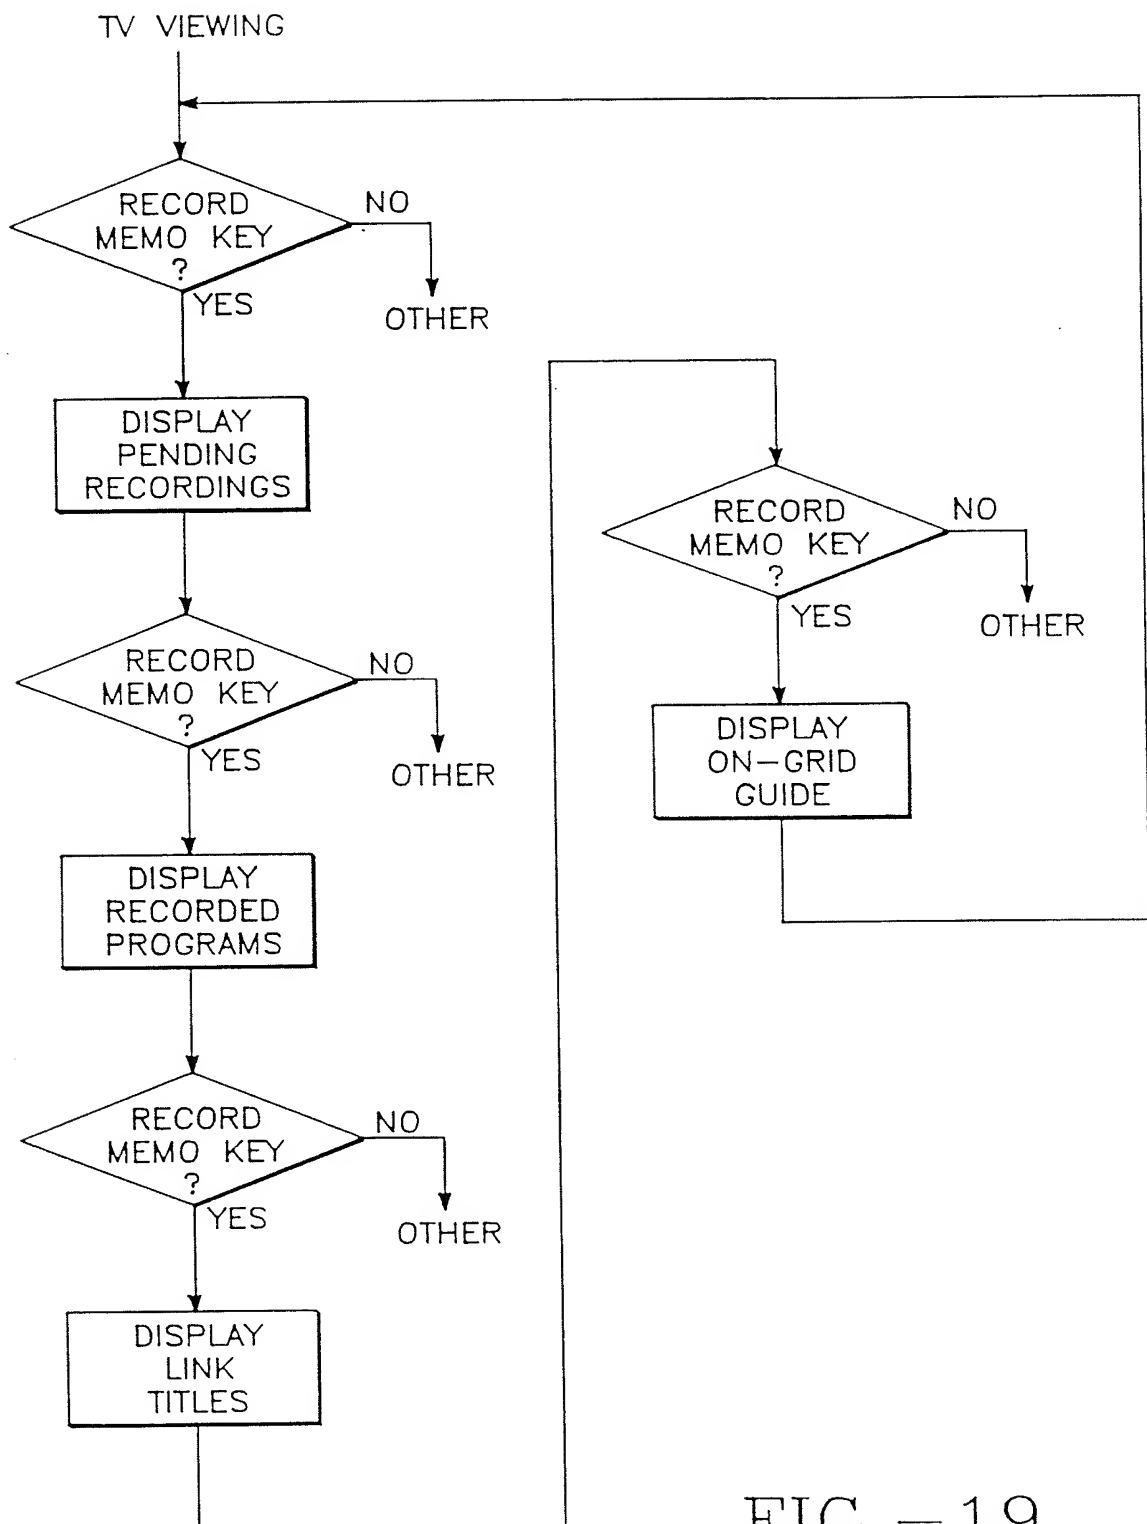 TV VIEWING
RECORD
MEMO KEY
?
NO
YES
OTHER
DISPLAY
PENDING
RECORDINGS
RECORD
MEMO KEY
?
NO
YES
OTHER
DISPLAY
RECORDED
PROGRAMS
RECORD
MEMO KEY
?
NO
YES
OTHER
DISPLAY
LINK
TITLES
RECORD
MEMO KEY
?
NO
YES
OTHER
DISPLAY
ON-GRID
GUIDE
FIG.-19